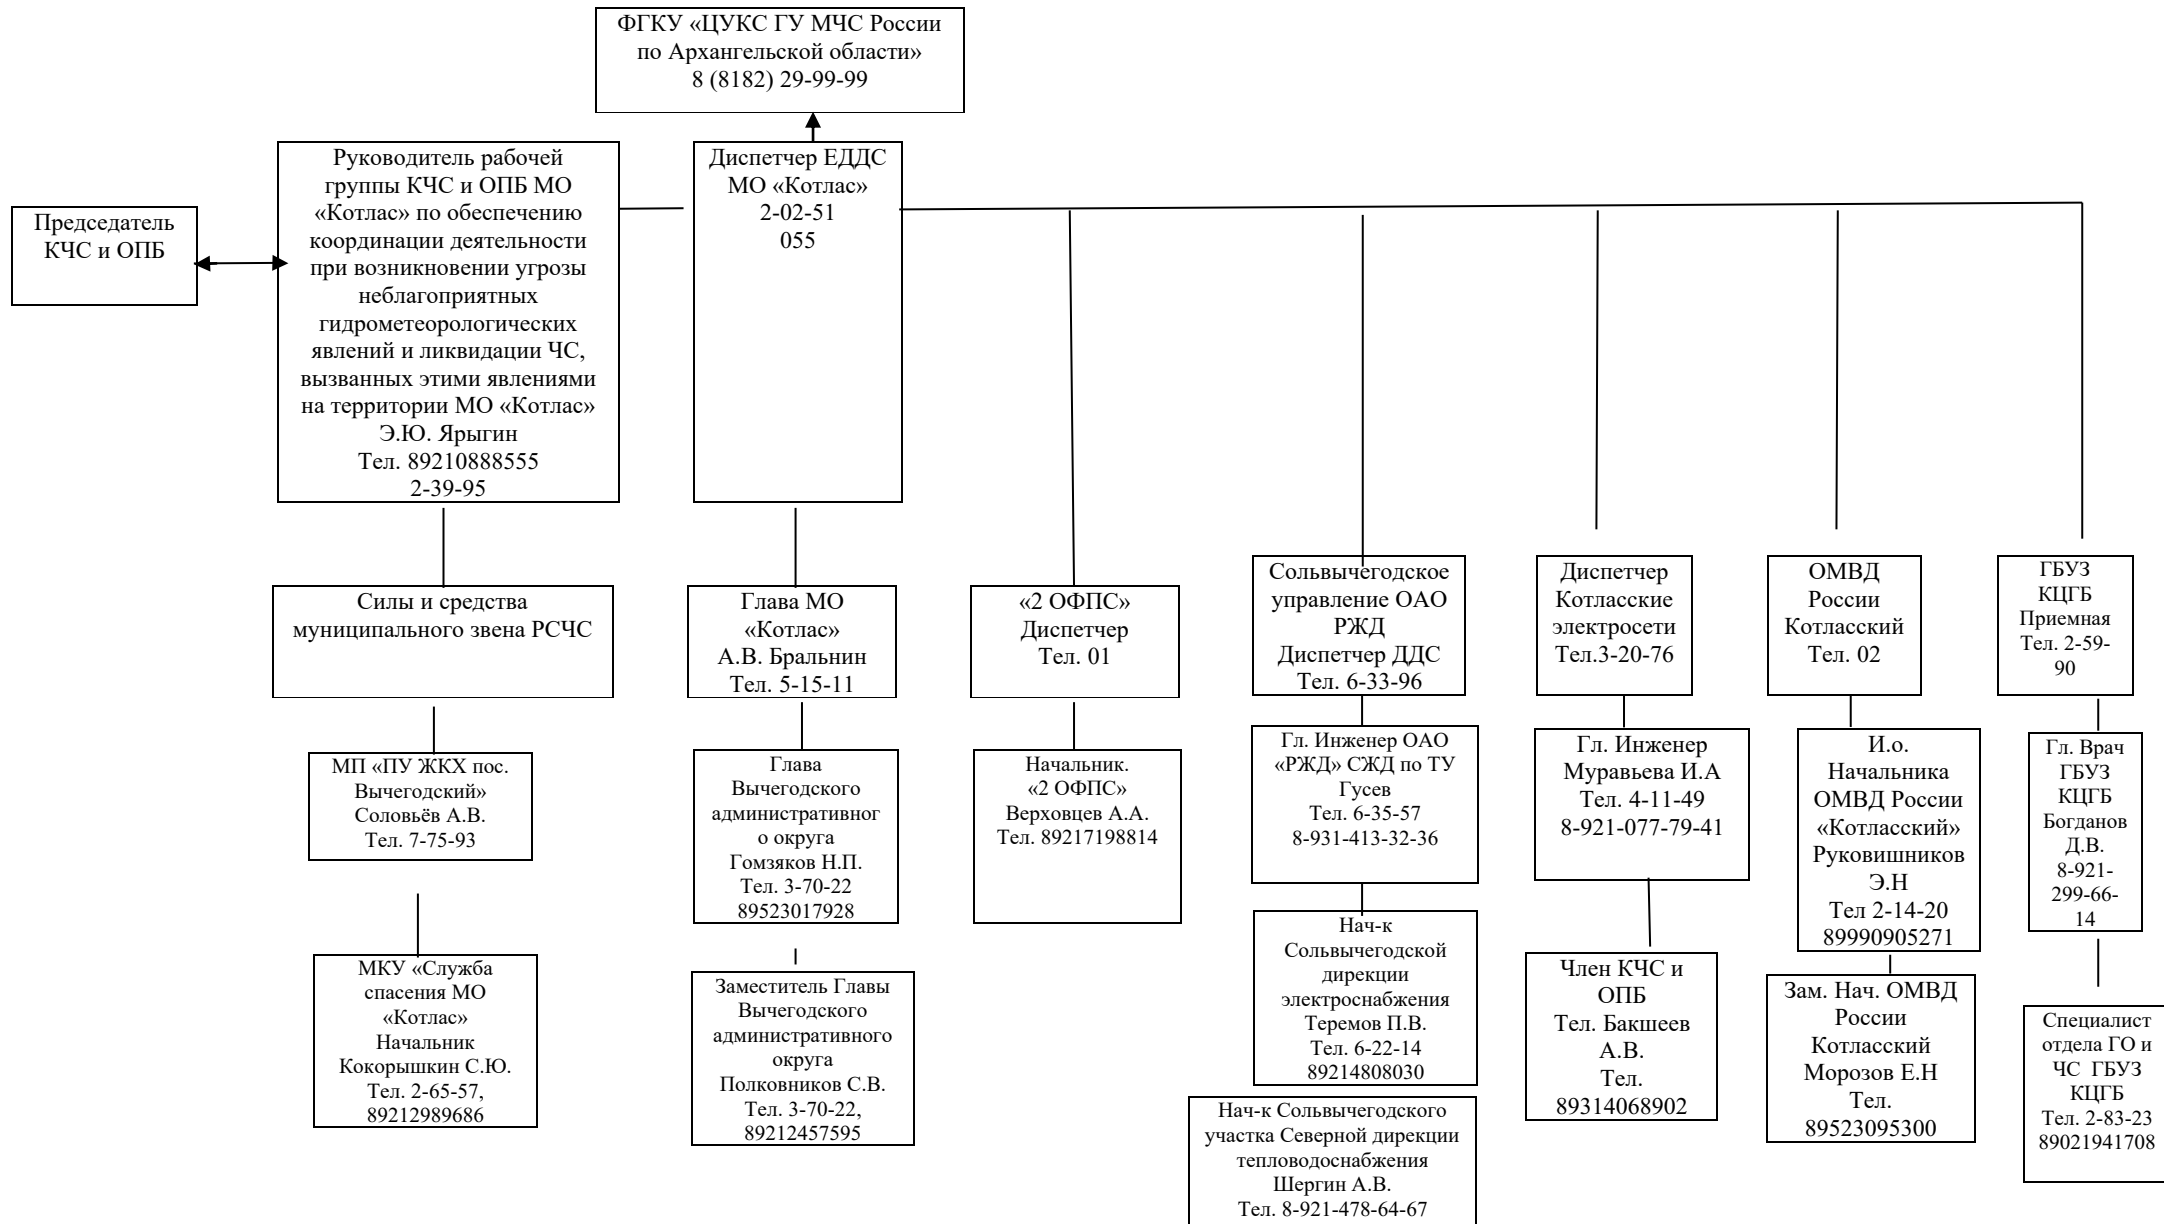 ФГКУ «ЦУКС ГУ МЧС России
по Архангельской области»
8 (8182) 29-99-99
Председатель
КЧС и ОПБ
Руководитель рабочей
группы КЧС и ОПБ МО
«Котлас» по обеспечению
координации деятельности
при возникновении угрозы
неблагоприятных
гидрометеорологических
явлений и ликвидации ЧС,
вызванных этими явлениями
на территории МО «Котлас»
Э.Ю. Ярыгин
Тел. 89210888555
2-39-95
Диспетчер ЕДДС
МО «Котлас»
2-02-51
055
Силы и средства
муниципального звена РСЧС
МП «ПУ ЖКХ пос.
Вычегодский»
Соловьёв А.В.
Тел. 7-75-93
МКУ «Служба
спасения МО
«Котлас»
Начальник
Кокорышкин С.Ю.
Тел. 2-65-57,
89212989686
Глава МО
«Котлас»
А.В. Бральнин
Тел. 5-15-11
Глава
Вычегодского
административног
о округа
Гомзяков Н.П.
Тел. 3-70-22
89523017928
Заместитель Главы
Вычегодского
административного
округа
Полковников С.В.
Тел. 3-70-22,
89212457595
«2 ОФПС»
Диспетчер
Тел. 01
Начальник.
«2 ОФПС»
Верховцев А.А.
Тел. 89217198814
Сольвычегодское
управление ОАО
РЖД
Диспетчер ДДС
Тел. 6-33-96
Гл. Инженер ОАО
«РЖД» СЖД по ТУ
Гусев
Тел. 6-35-57
8-931-413-32-36
Нач-к
Сольвычегодской
дирекции
электроснабжения
Теремов П.В.
Тел. 6-22-14
89214808030
Нач-к Сольвычегодского
участка Северной дирекции
тепловодоснабжения
Шергин А.В.
Тел. 8-921-478-64-67
Диспетчер
Котласские
электросети
Тел.3-20-76
Гл. Инженер
Муравьева И.А
Тел. 4-11-49
8-921-077-79-41
Член КЧС и
ОПБ
Тел. Бакшеев
А.В.
Тел.
89314068902
ОМВД
России
Котласский
Тел. 02
И.о.
Начальника
ОМВД России
«Котласский»
Руковишников
Э.Н
Тел 2-14-20
89990905271
Зам. Нач. ОМВД
России
Котласский
Морозов Е.Н
Тел.
89523095300
ГБУЗ
КЦГБ
Приемная
Тел. 2-59-
90
Гл. Врач
ГБУЗ
КЦГБ
Богданов
Д.В.
8-921-
299-66-
14
Специалист
отдела ГО и
ЧС ГБУЗ
КЦГБ
Тел. 2-83-23
89021941708